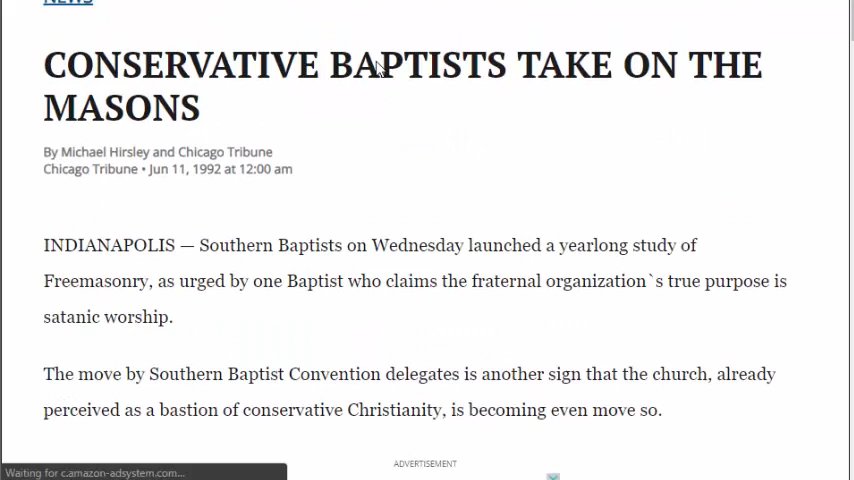 NEWS
CONSERVATIVE BAPTISTS TAKE ON THE
MASONS
By Michael Hirsley and Chicago Tribune
Chicago Tribune • Jun 11, 1992 at 12:00 am
INDIANAPOLIS — Southern Baptists on Wednesday launched a yearlong study of
Freemasonry, as urged by one Baptist who claims the fraternal organization`s true purpose is
satanic worship.
The move by Southern Baptist Convention delegates is another sign that the church, already
perceived as a bastion of conservative Christianity, is becoming even move so.
ADVERTISEMENT
Waiting for c.amazon-adsystem.com...